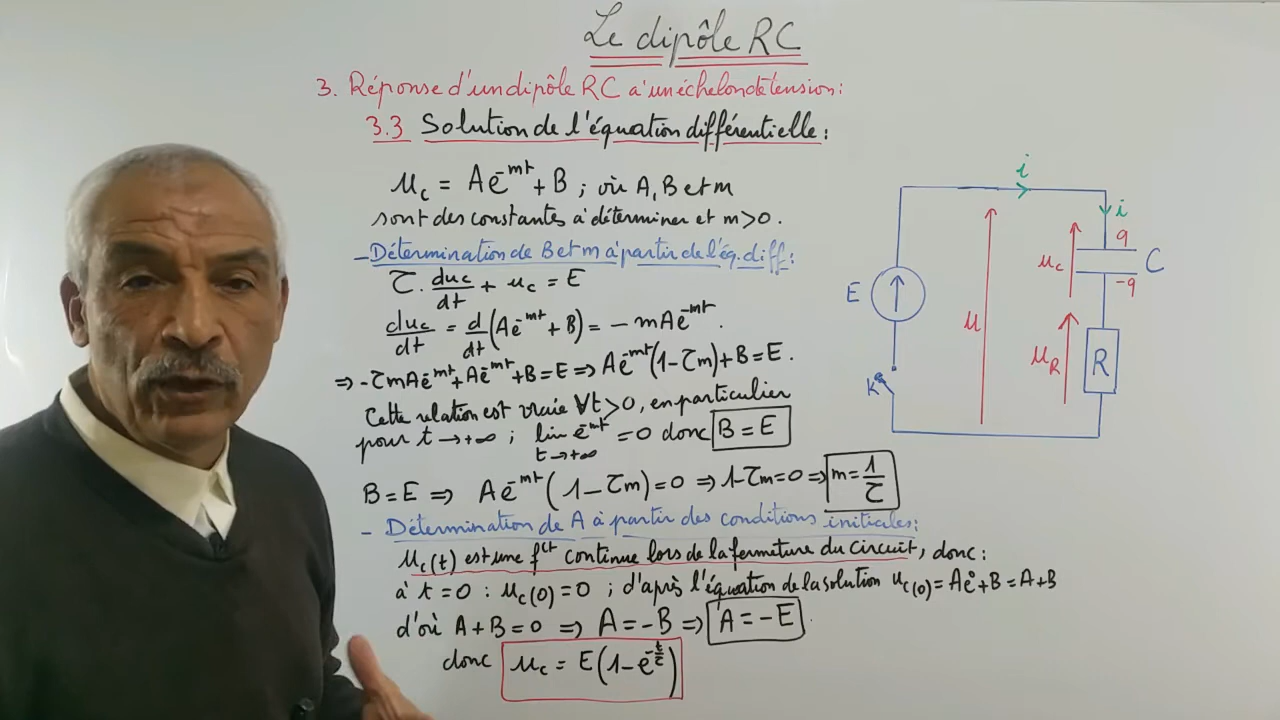 Le dipôle RC
3. Réponse d'un dipôle RC à un échelon de tension :
3.3 Solution de l'équation différentielle :
u_c = Ae^{-mt} + B ; où A, B et m
sont des constantes à déterminer et m>0.
- Détermination de B et m à partir de l'éq. diff :
τ. du_c/dt + u_c = E
du_c/dt = d/dt(Ae^{-mt} + B) = - mAe^{-mt}.
⇒ -τmAe^{-mt} + Ae^{-mt} + B = E ⇒ Ae^{-mt}(1-τm) + B = E.
Cette relation est vraie ∀t>0, en particulier
pour t → +∞ ; lim_{t→+∞} e^{-mt} = 0 donc B = E
B = E ⇒ Ae^{-mt}(1-τm) = 0 ⇒ 1-τm = 0 ⇒ m = 1/τ
- Détermination de A à partir des conditions initiales :
u_c(t) est une f^{ct} continue lors de la fermeture du circuit, donc :
à t = 0 : u_c(0) = 0 ; d'après l'équation de la solution u_c(0) = Ae^0 + B = A+B
d'où A + B = 0 ⇒ A = -B ⇒ A = -E
donc u_c = E(1-e^{-t/τ})
i
i
q
u_c
C
-q
E
u
u_R
R
K